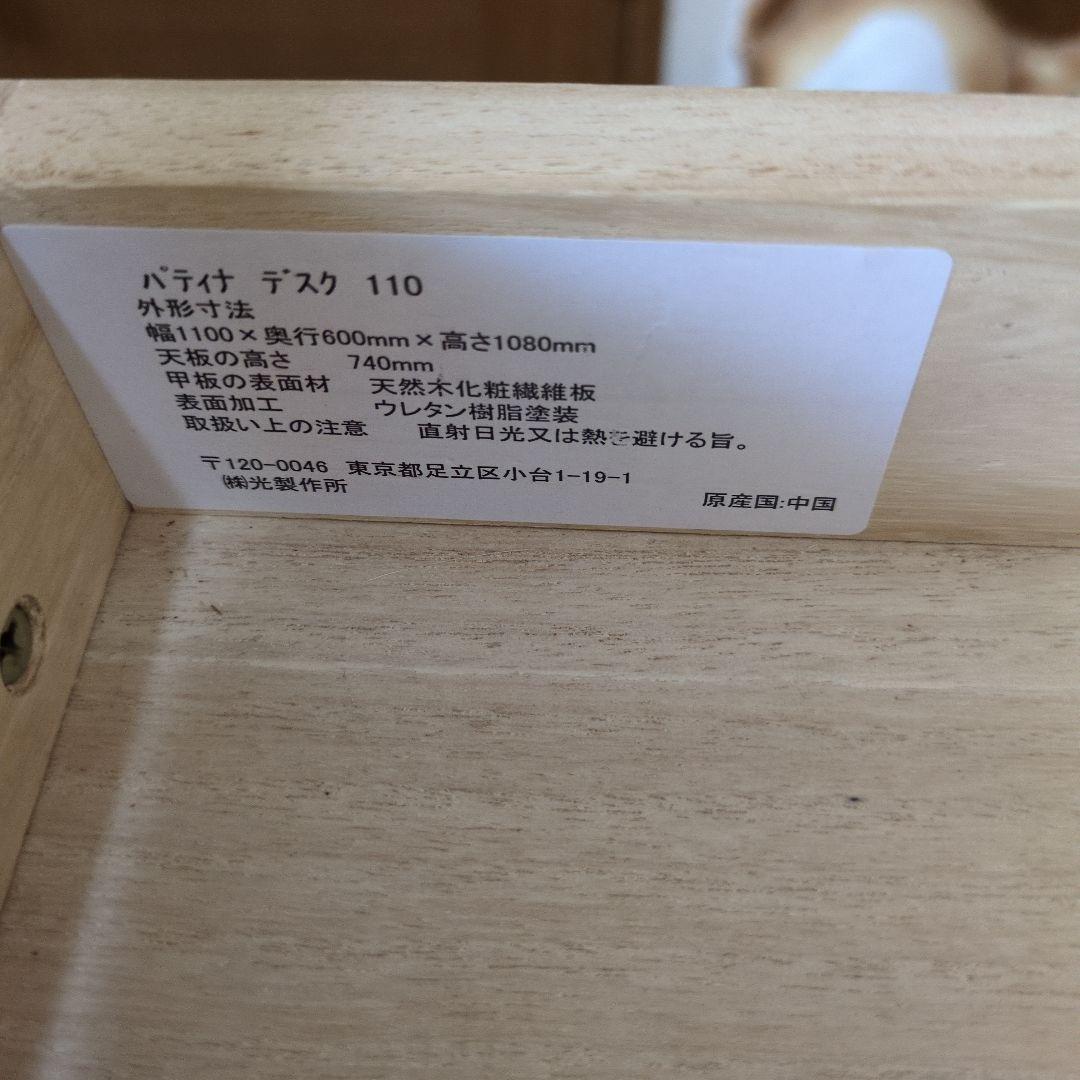 パティナ デスク 110
外形寸法
幅1100×奥行600mm×高さ1080mm
天板の高さ 740mm
甲板の表面材 天然木化粧繊維板
表面加工 ウレタン樹脂塗装
取扱い上の注意 直射日光又は熱を避ける旨。
〒120-0046 東京都足立区小台1-19-1
㈱光製作所
原産国:中国